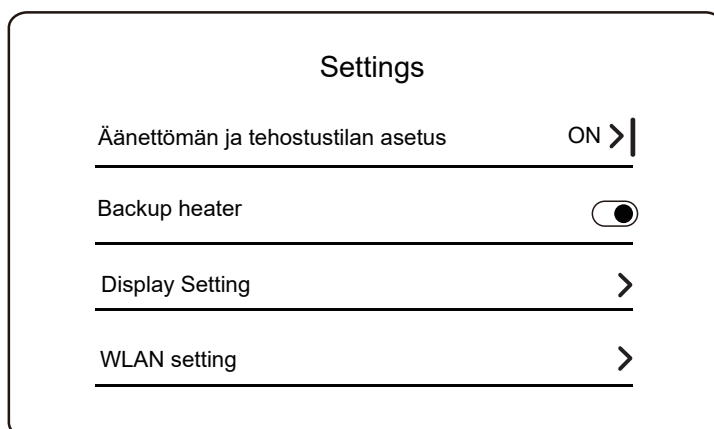 Settings
Äänettömän ja tehostustilan asetus ON
Backup heater
Display Setting
WLAN setting